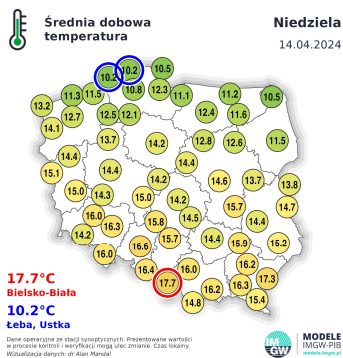 Średnia dobowa
temperatura
Niedziela
14.04.2024
10.2 10.2 10.5
13.2 11.3 11.5 10.8 12.3 11.1 11.2 10.5
12.7 12.5 12.1 12.4 11.6
14.1 13.7 14.2 12.8 12.6 11.5
14.4 14.4
15.1 14.4 14.2 14.6 13.7 13.8
15.0 14.3 15.0 14.2 15.7 14.7
16.0 16.3 15.8 14.5 14.4
14.2 16.6 15.7 14.4 15.9 15.2
16.0 16.4 16.0 16.2 17.3
17.7 16.2 16.3
14.8 15.4
17.7°C
Bielsko-Biała
10.2°C
Łeba, Ustka
Dane operacyjne ze stacji synoptycznych. Prezentowane wartości
w procesie kontroli i weryfikacji mogą ulec zmianie. Czas lokalny.
Wizualizacja danych: dr Alan Mandal
IM
GW
MODELE
IMGW-PIB
modele.imgw.pl